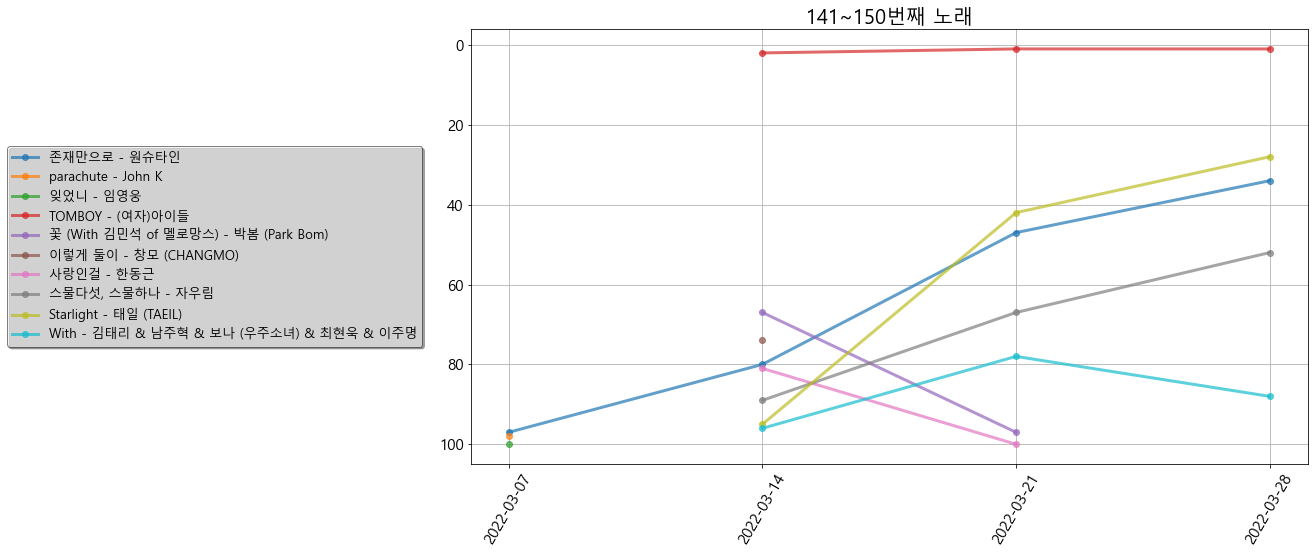 141~150번째 노래
존재만으로 - 원슈타인
parachute - John K
잊었니 - 임영웅
TOMBOY - (여자)아이들
꽃 (With 김민석 of 멜로망스) - 박봄 (Park Bom)
이렇게 둘이 - 창모 (CHANGMO)
사랑인걸 - 한동근
스물다섯, 스물하나 - 자우림
Starlight - 태일 (TAEIL)
With - 김태리 & 남주혁 & 보나 (우주소녀) & 최현욱 & 이주명
0
20
40
60
80
100
2022-03-07
2022-03-14
2022-03-21
2022-03-28